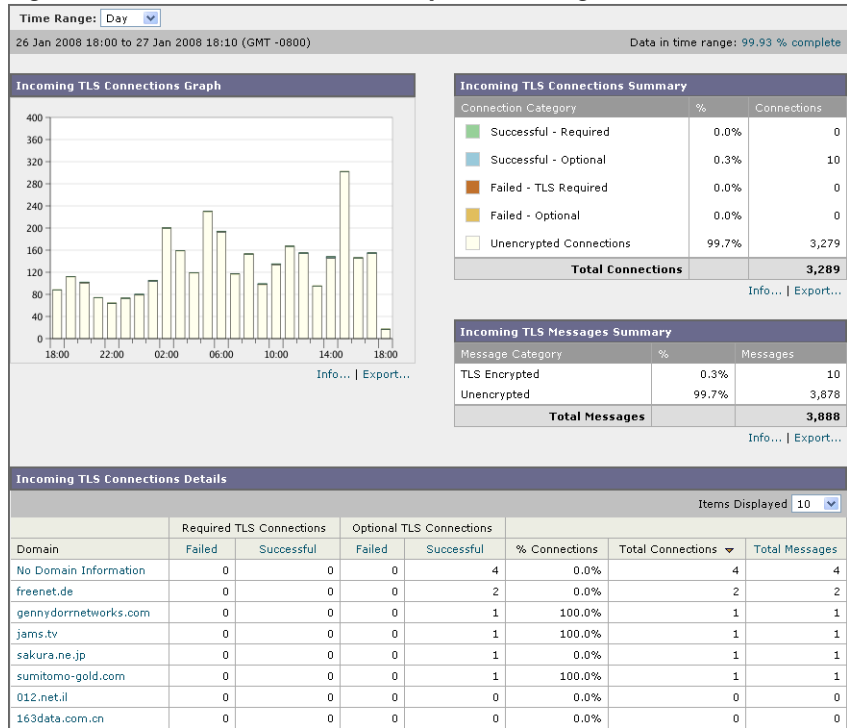 Time Range: Day
26 Jan 2008 18:00 to 27 Jan 2008 18:10 (GMT -0800) Data in time range: 99.93 % complete
Incoming TLS Connections Graph
400
360
320
280
240
200
160
120
80
40
0
18:00 22:00 02:00 06:00 10:00 14:00 18:00
Info... | Export...
Incoming TLS Connections Summary
Connection Category % Connections
Successful - Required 0.0% 0
Successful - Optional 0.3% 10
Failed - TLS Required 0.0% 0
Failed - Optional 0.0% 0
Unencrypted Connections 99.7% 3,279
Total Connections 3,289
Info... | Export...
Incoming TLS Messages Summary
Message Category % Messages
TLS Encrypted 0.3% 10
Unencrypted 99.7% 3,878
Total Messages 3,888
Info... | Export...
Incoming TLS Connections Details
Items Displayed 10
Required TLS Connections Optional TLS Connections
Domain Failed Successful Failed Successful % Connections Total Connections Total Messages
No Domain Information 0 0 0 4 0.0% 4 4
freenet.de 0 0 0 2 0.0% 2 2
gennydorrnetworks.com 0 0 0 1 100.0% 1 1
jams.tv 0 0 0 1 100.0% 1 1
sakura.ne.jp 0 0 0 1 0.0% 1 1
sumitomo-gold.com 0 0 0 1 100.0% 1 1
012.net.il 0 0 0 0 0.0% 0 0
163data.com.cn 0 0 0 0 0.0% 0 0